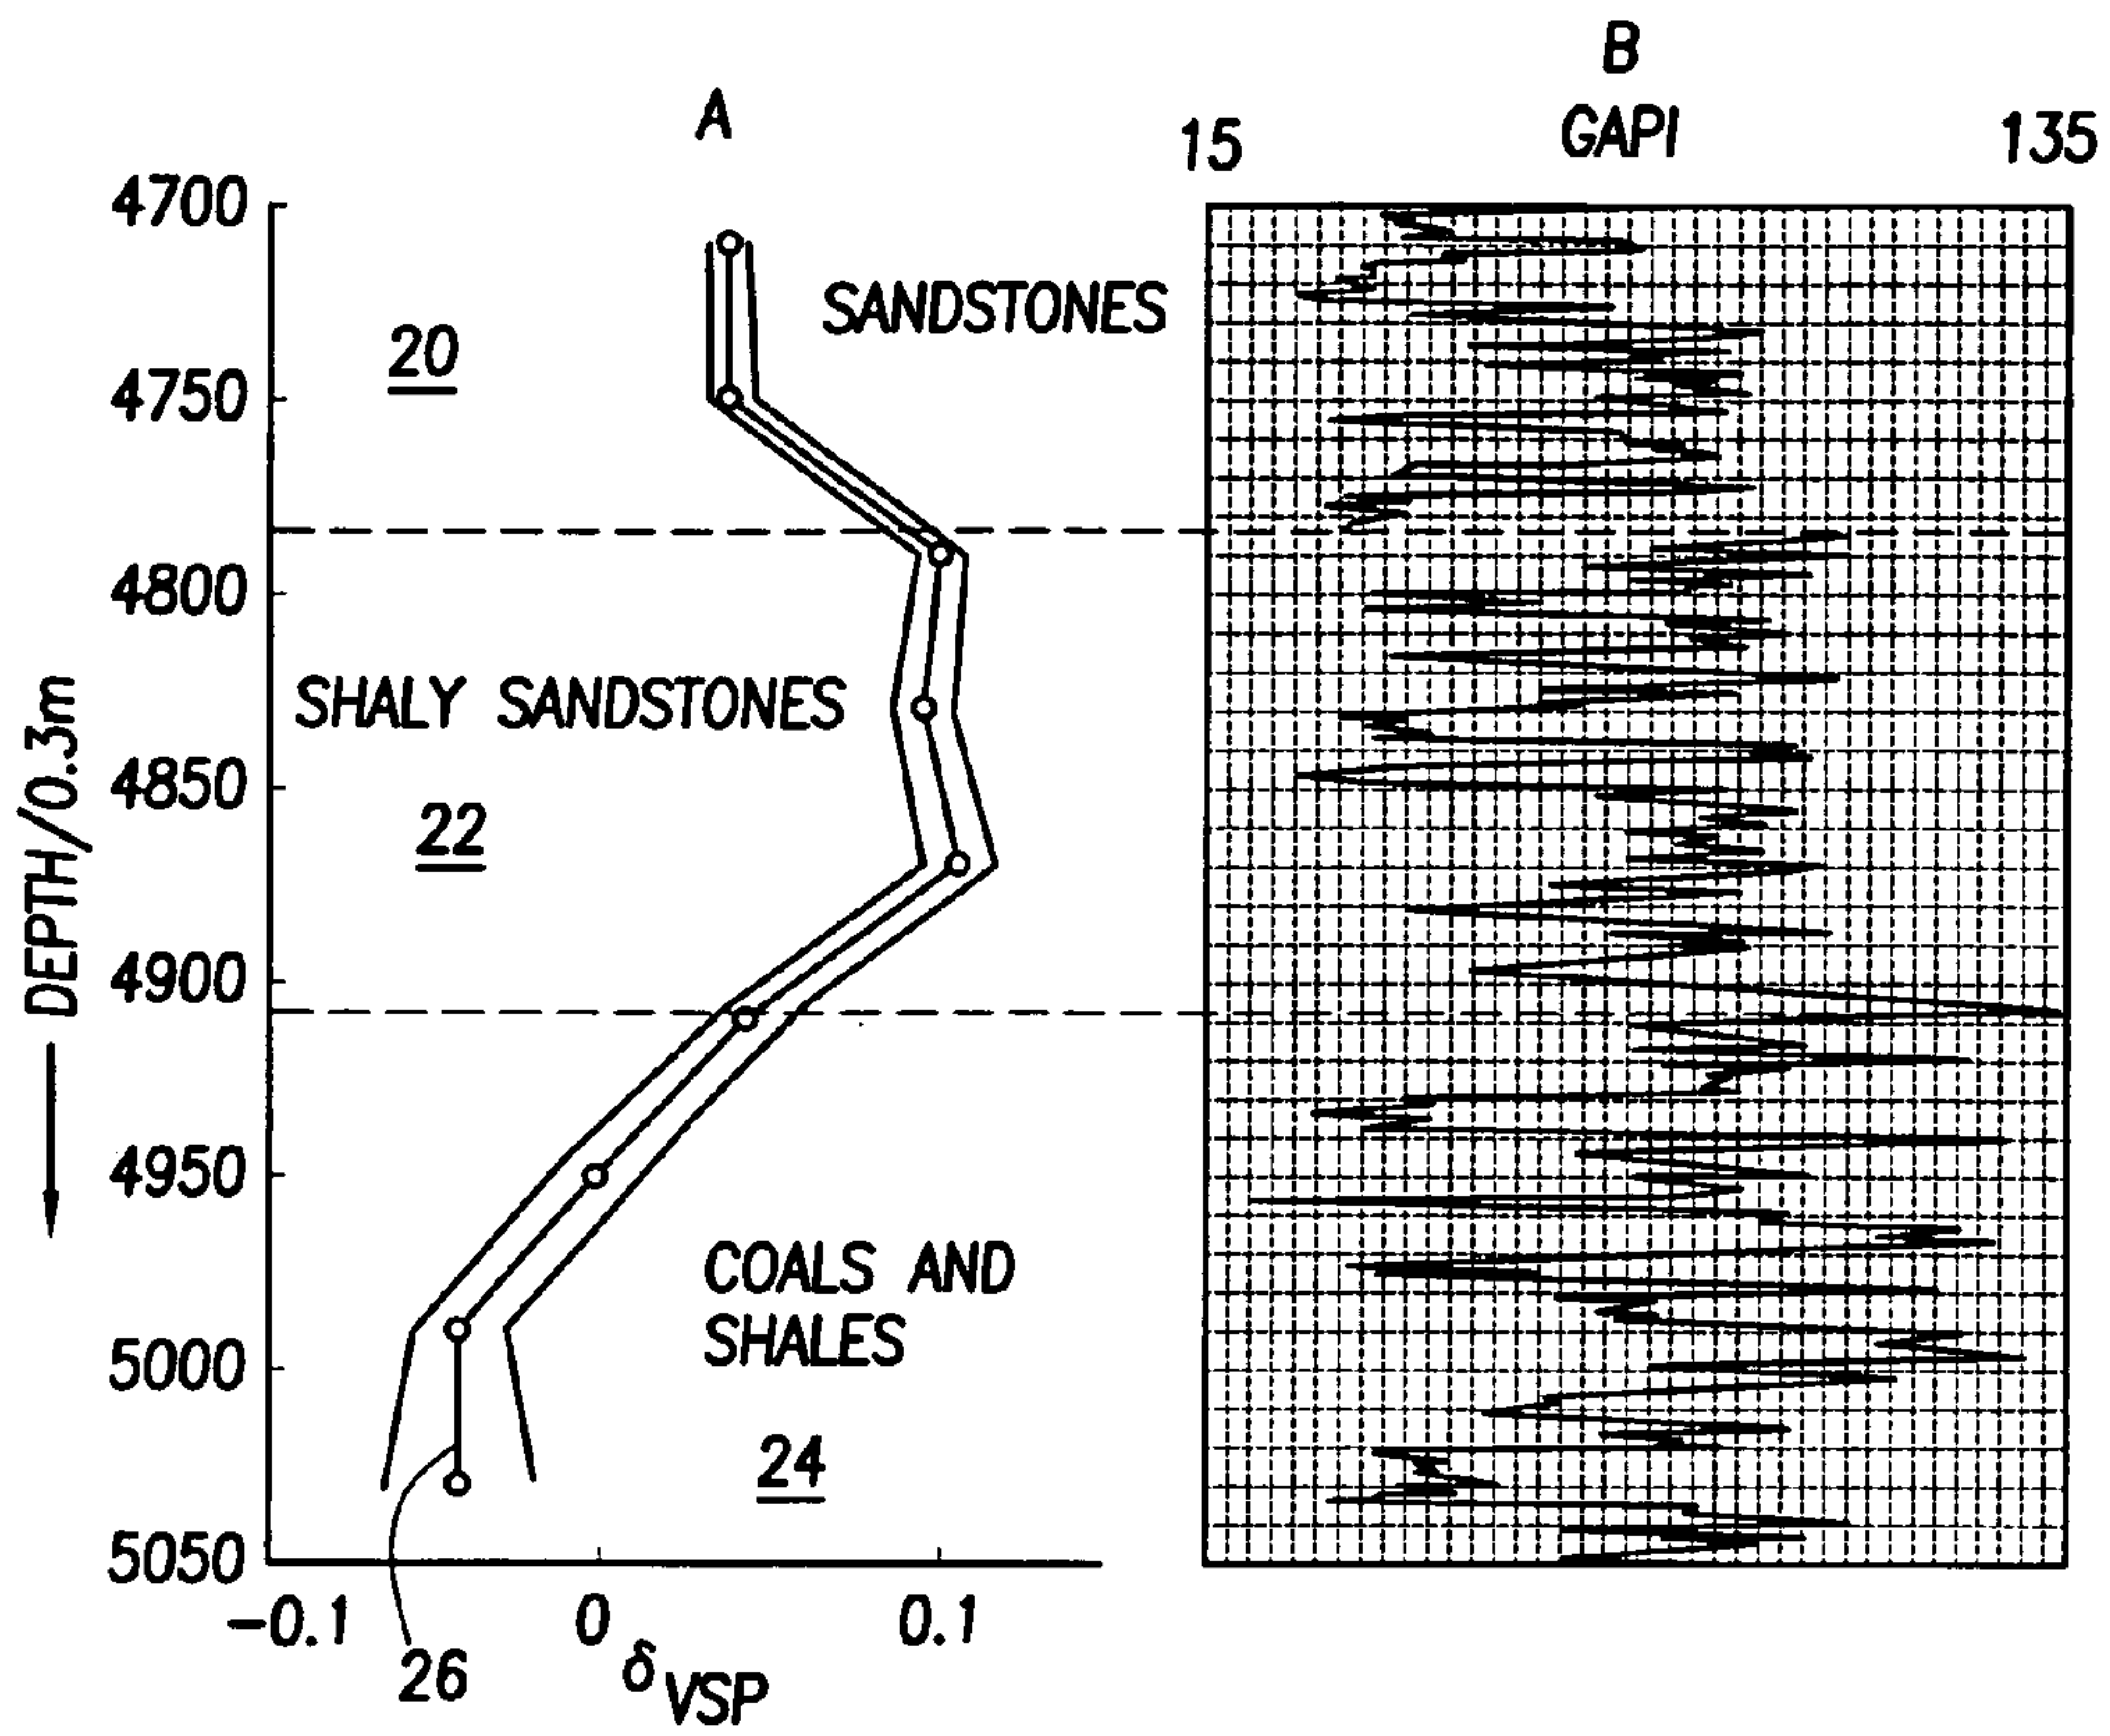 A
B
GAPI
15
135
4700
4750
4800
4850
4900
4950
5000
5050
DEPTH/0.3m
SANDSTONES
20
SHALY SANDSTONES
22
COALS AND
SHALES
24
-0.1
0
0.1
26
δVSP